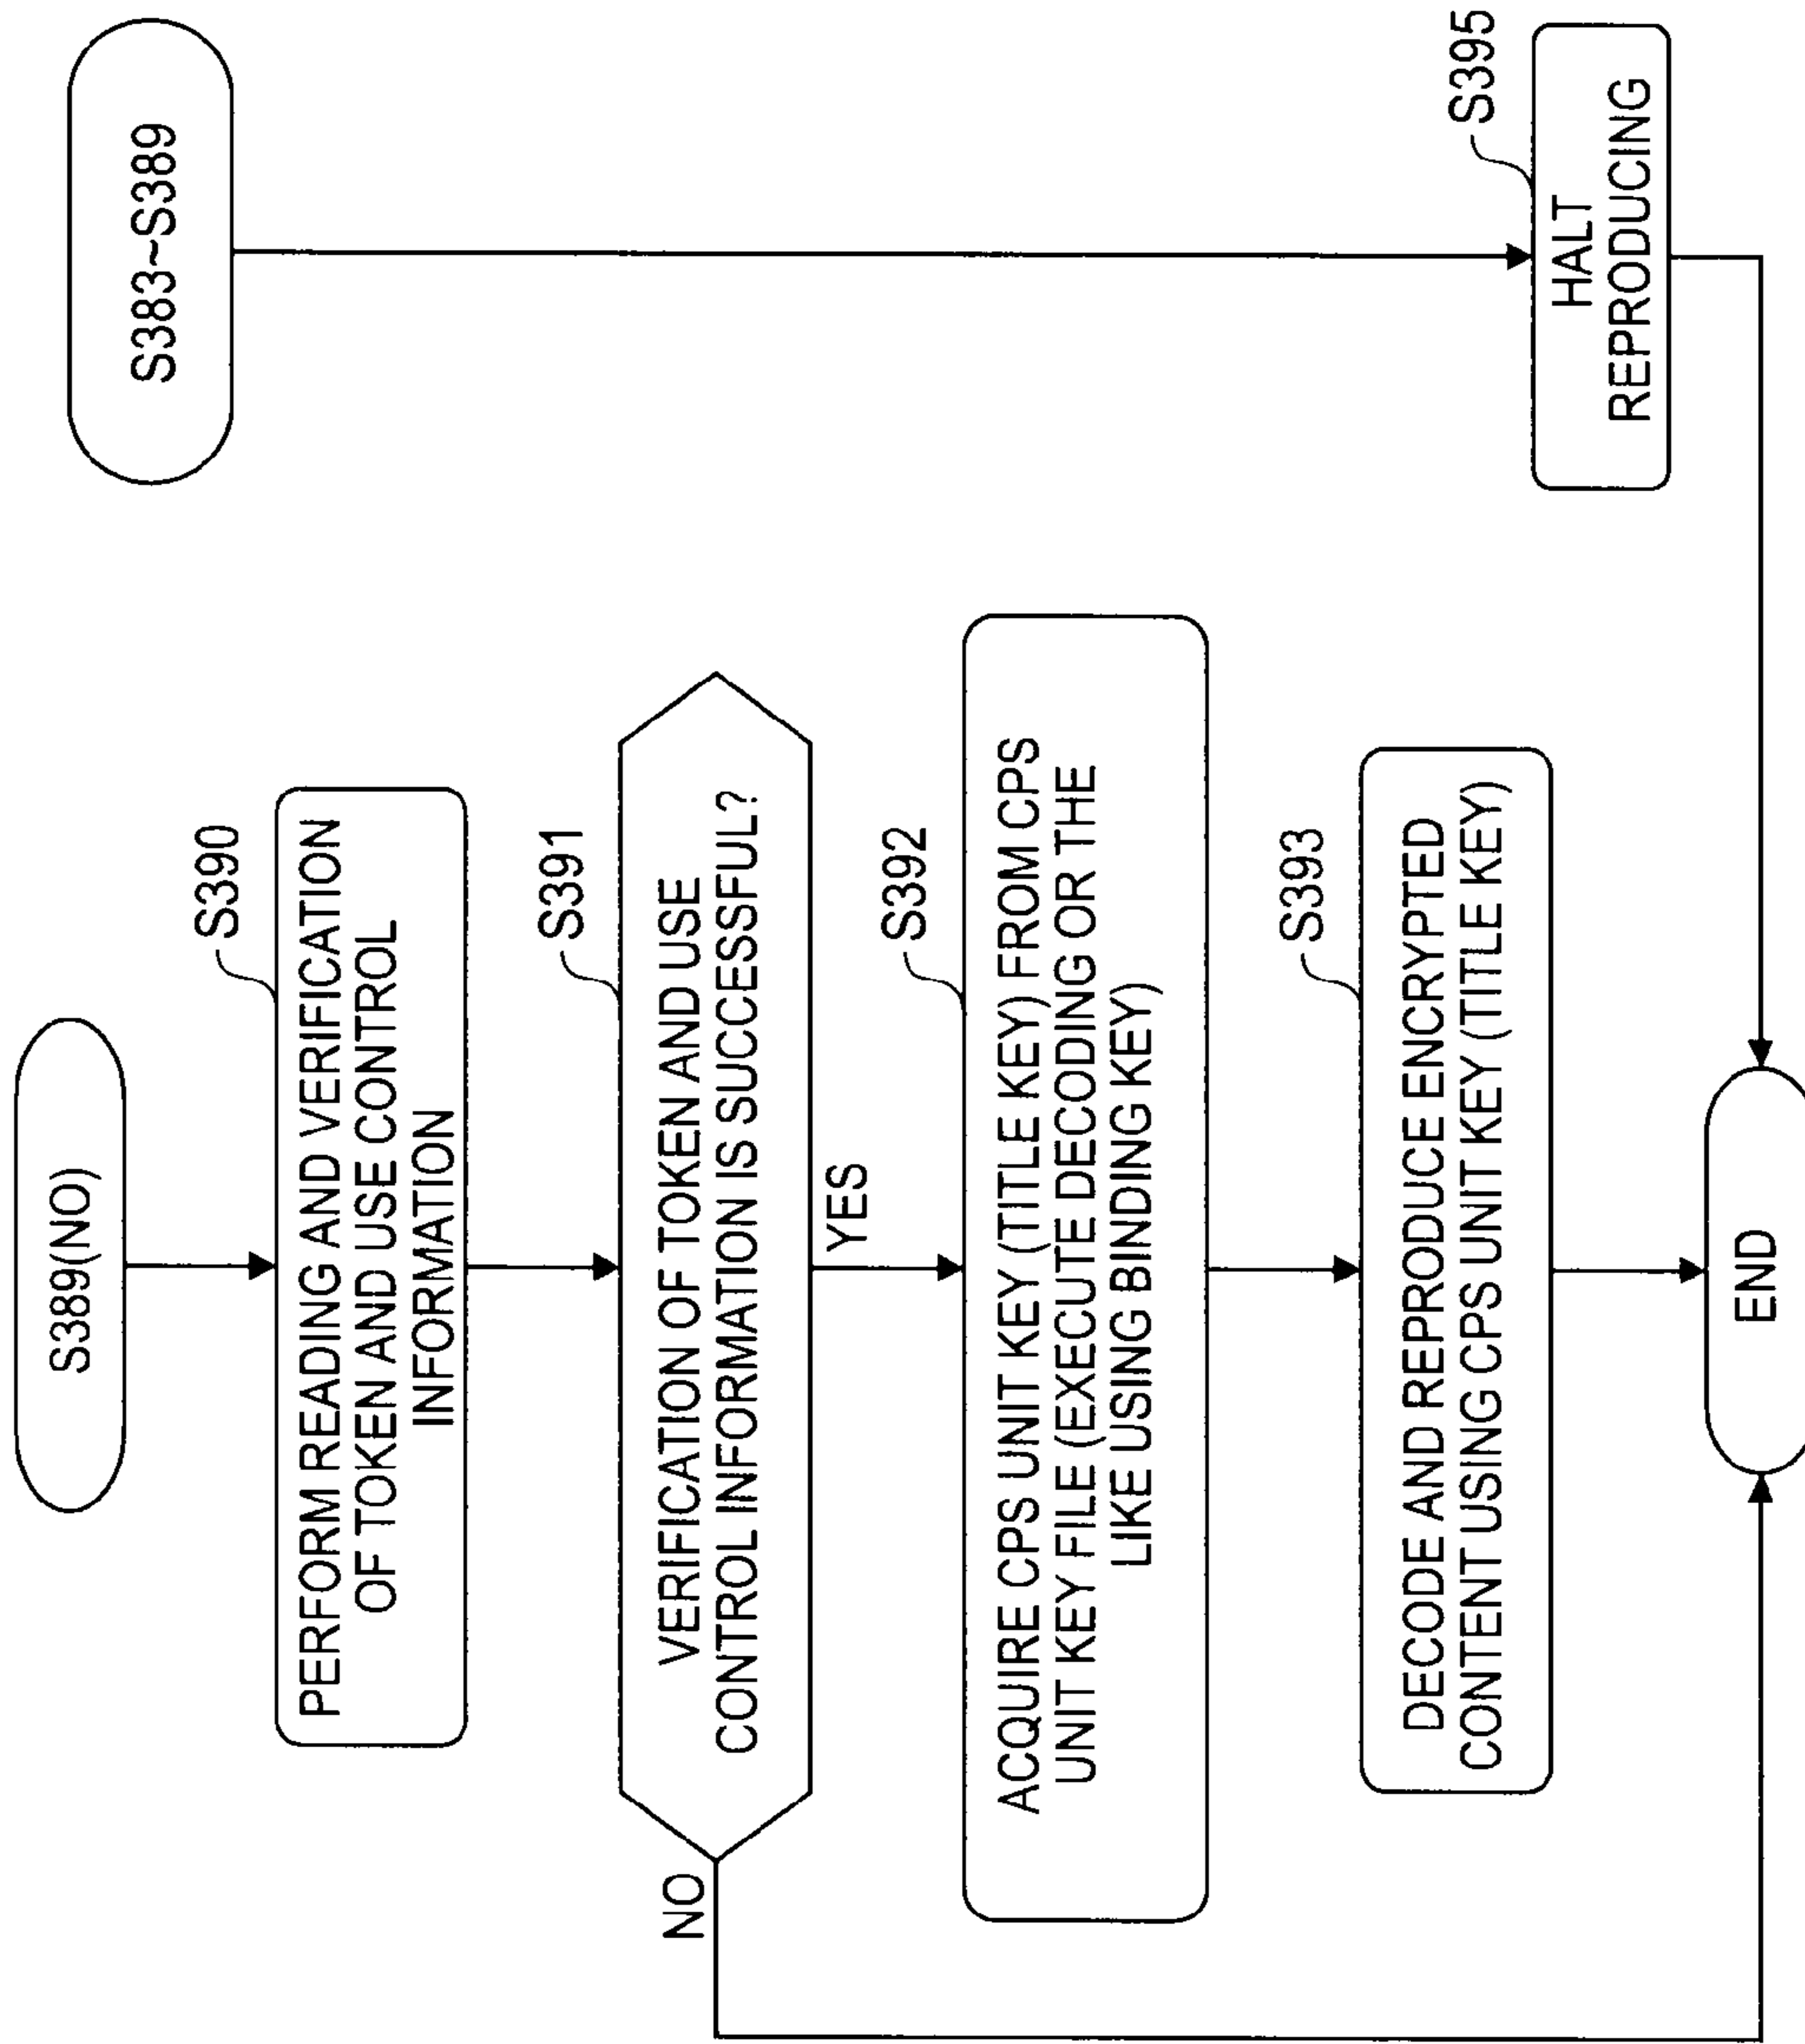 S389(NO)
S390
PERFORM READING AND VERIFICATION
OF TOKEN AND USE CONTROL
INFORMATION
S391
VERIFICATION OF TOKEN AND USE
CONTROL INFORMATION IS SUCCESSFUL?
NO
YES
S392
ACQUIRE CPS UNIT KEY (TITLE KEY) FROM CPS
UNIT KEY FILE (EXECUTE DECODING OR THE
LIKE USING BINDING KEY)
S393
DECODE AND REPRODUCE ENCRYPTED
CONTENT USING CPS UNIT KEY (TITLE KEY)
END
S383~S389
S395
HALT
REPRODUCING